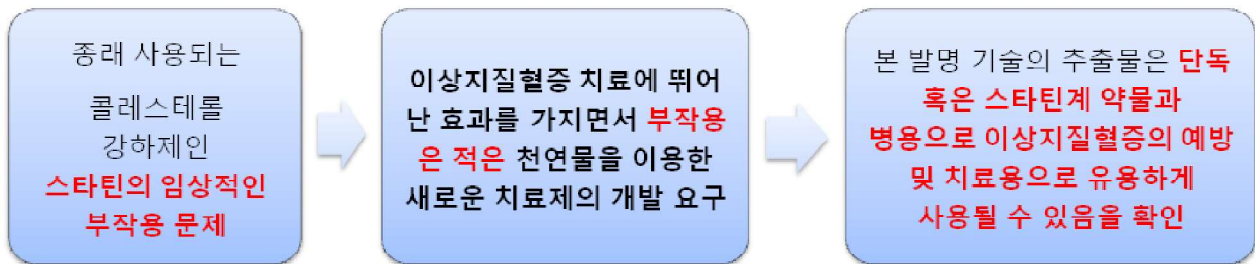 종래 사용되는
콜레스테롤
강하제인
스타틴의 임상적인
부작용 문제
이상지질혈증 치료에 뛰어
난 효과를 가지면서 부작용
은 적은 천연물을 이용한
새로운 치료제의 개발 요구
본 발명 기술의 추출물은 단독
혹은 스타틴계 약물과
병용으로 이상지질혈증의 예방
및 치료용으로 유용하게
사용될 수 있음을 확인